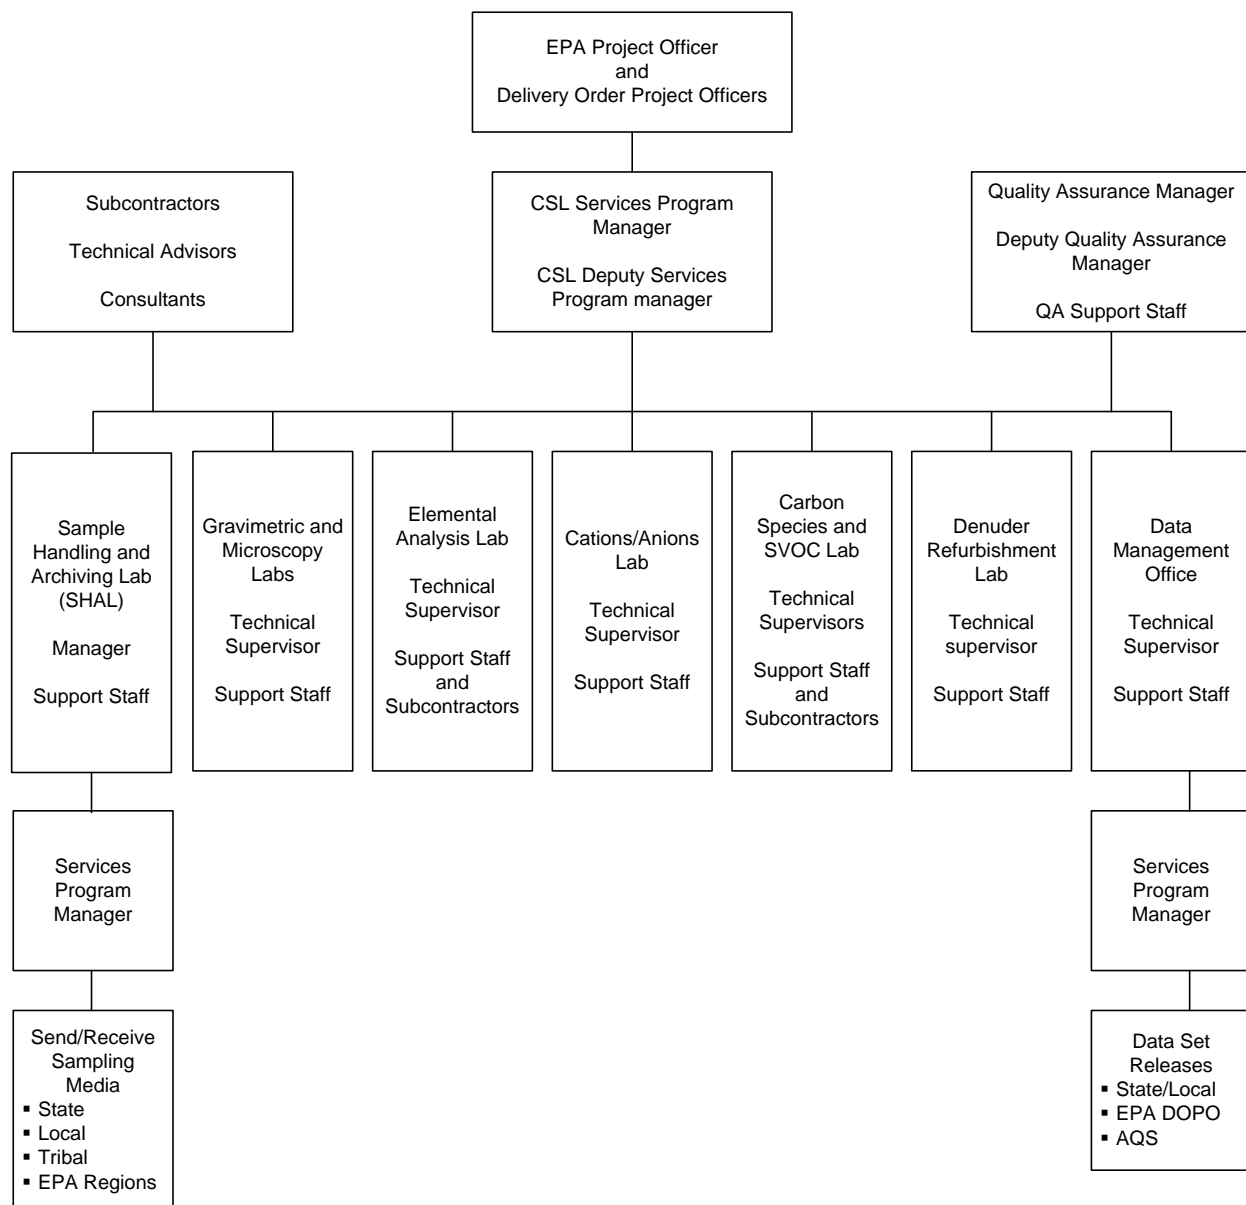 EPA Project Officer
and
Delivery Order Project Officers
Subcontractors
Technical Advisors
Consultants
CSL Services Program
Manager
CSL Deputy Services
Program manager
Quality Assurance Manager
Deputy Quality Assurance
Manager
QA Support Staff
Sample
Handling and
Archiving Lab
(SHAL)
Manager
Support Staff
Gravimetric and
Microscopy
Labs
Technical
Supervisor
Support Staff
Elemental
Analysis Lab
Technical
Supervisor
Support Staff
and
Subcontractors
Cations/Anions
Lab
Technical
Supervisor
Support Staff
Carbon
Species and
SVOC Lab
Technical
Supervisors
Support Staff
and
Subcontractors
Denuder
Refurbishment
Lab
Technical
supervisor
Support Staff
Data
Management
Office
Technical
Supervisor
Support Staff
Services
Program
Manager
Services
Program
Manager
Send/Receive
Sampling
Media
▪ State
▪ Local
▪ Tribal
▪ EPA Regions
Data Set
Releases
▪ State/Local
▪ EPA DOPO
▪ AQS